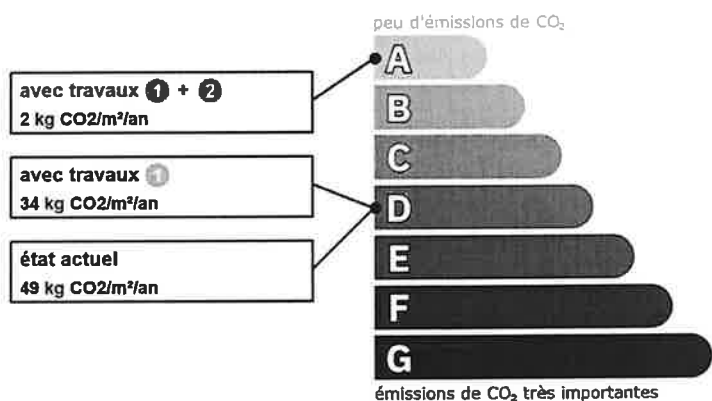 peu d'émissions de CO₂
A
avec travaux 1 + 2
2 kg CO2/m²/an
B
C
avec travaux 1
34 kg CO2/m²/an
D
état actuel
49 kg CO2/m²/an
E
F
G
émissions de CO₂ très importantes